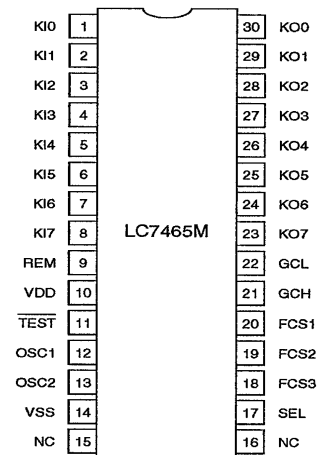 KI0 1 30 KO0
KI1 2 29 KO1
KI2 3 28 KO2
KI3 4 27 KO3
KI4 5 26 KO4
KI5 6 25 KO5
KI6 7 24 KO6
KI7 8 LC7465M 23 KO7
REM 9 22 GCL
VDD 10 21 GCH
TEST 11 20 FCS1
OSC1 12 19 FCS2
OSC2 13 18 FCS3
VSS 14 17 SEL
NC 15 16 NC